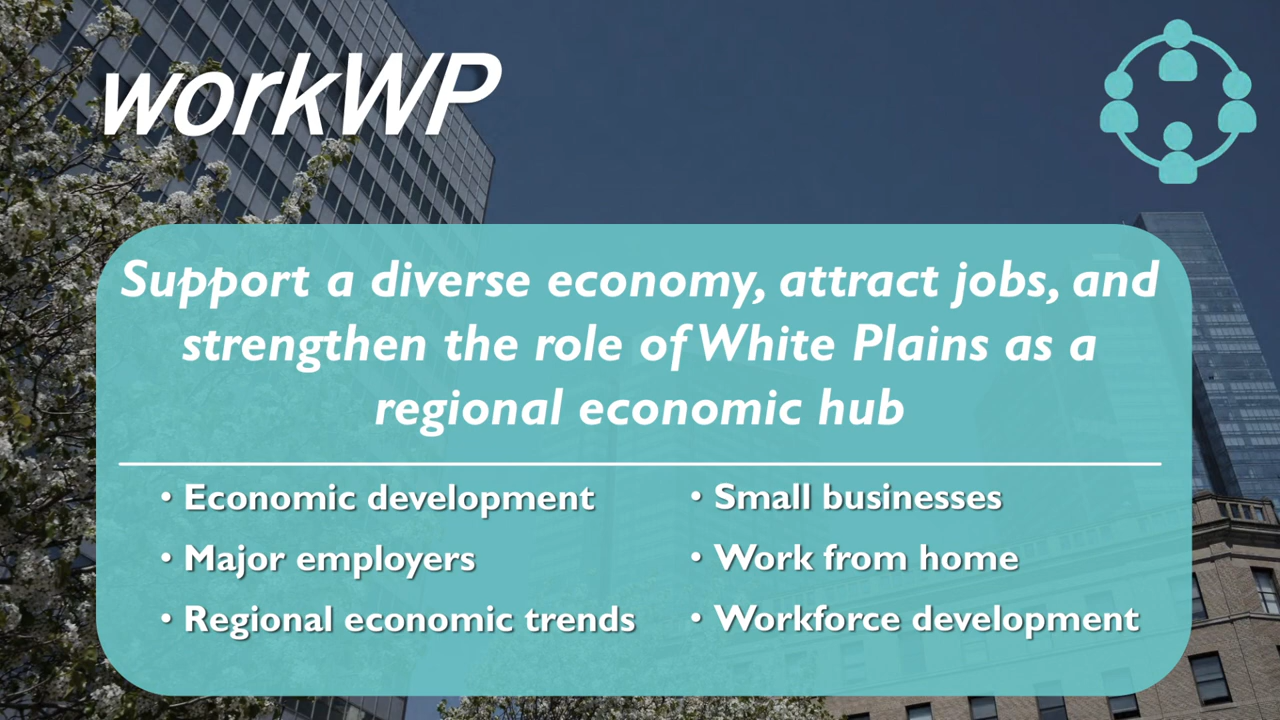 workWP
Support a diverse economy, attract jobs, and
strengthen the role of White Plains as a
regional economic hub
• Economic development
• Major employers
• Regional economic trends
• Small businesses
• Work from home
• Workforce development